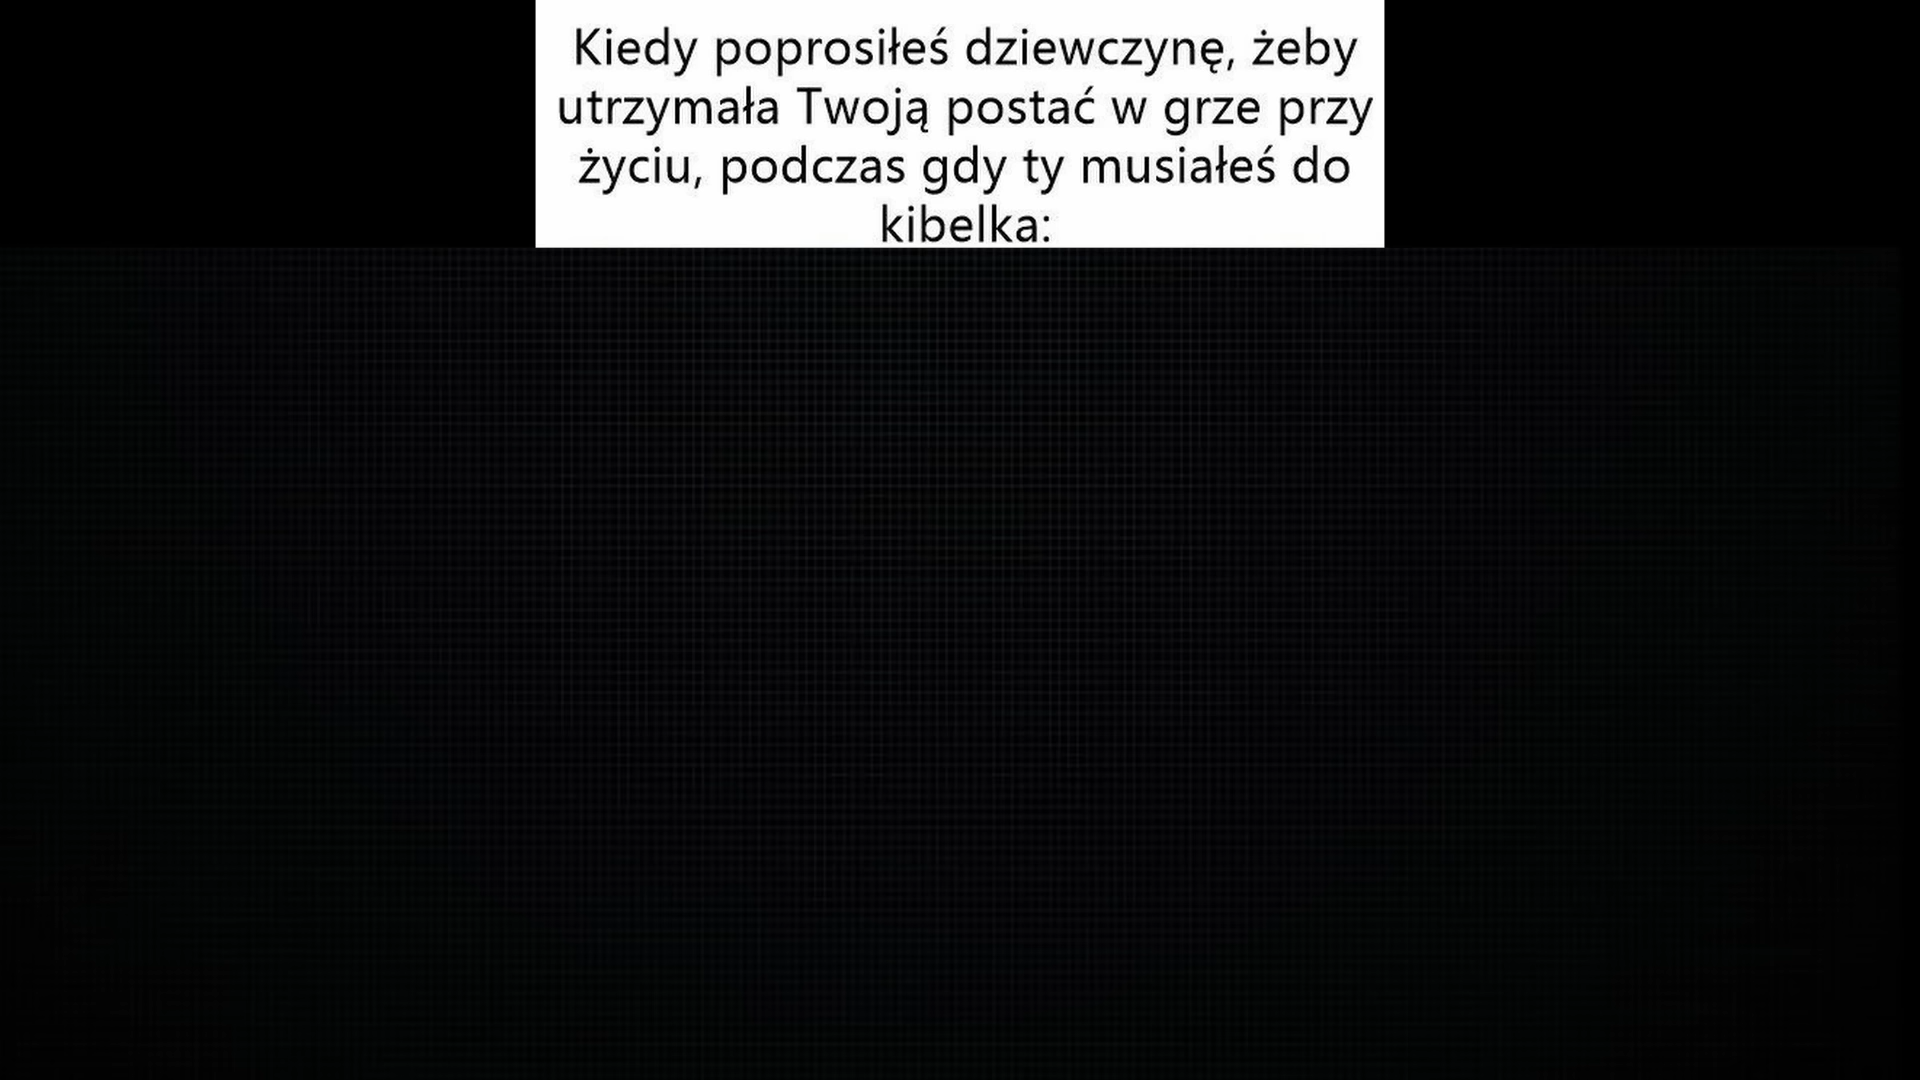 Kiedy poprosiłeś dziewczynę, żeby
utrzymała Twoją postać w grze przy
życiu, podczas gdy ty musiałeś do
kibelka: